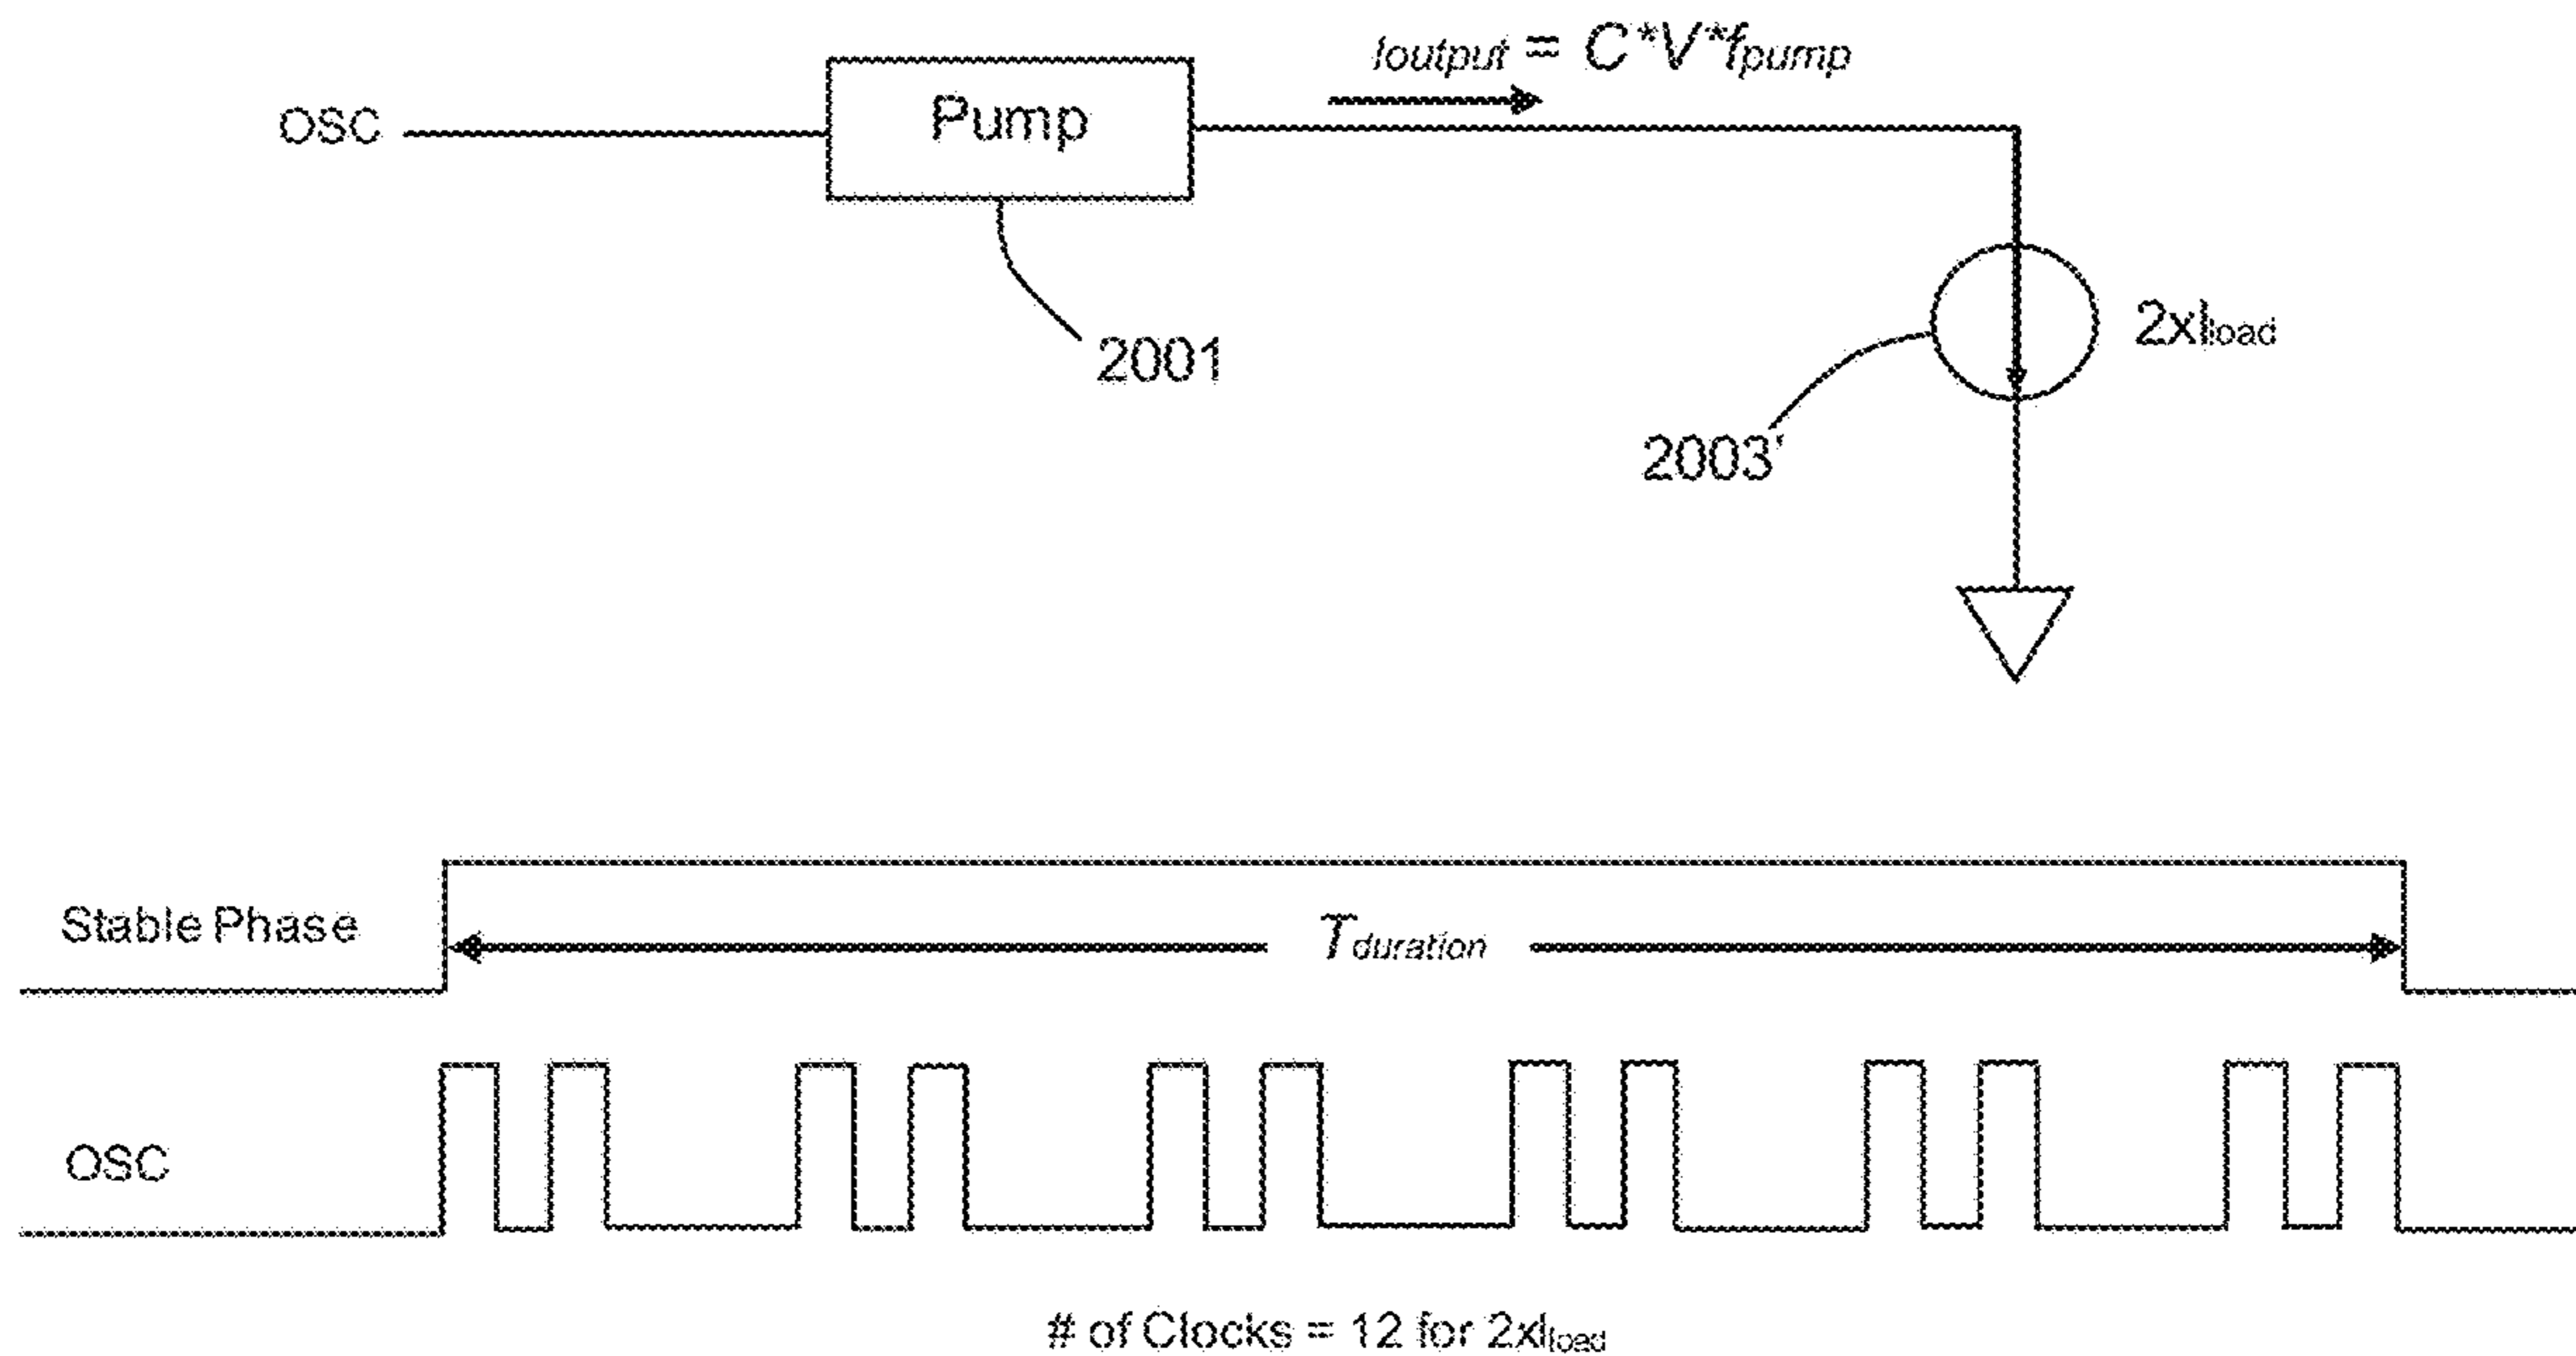 Ioutput = C*V*fpump
OSC
Pump
2001
2xIload
2003'
Stable Phase
Tduration
OSC
# of Clocks = 12 for 2xIload